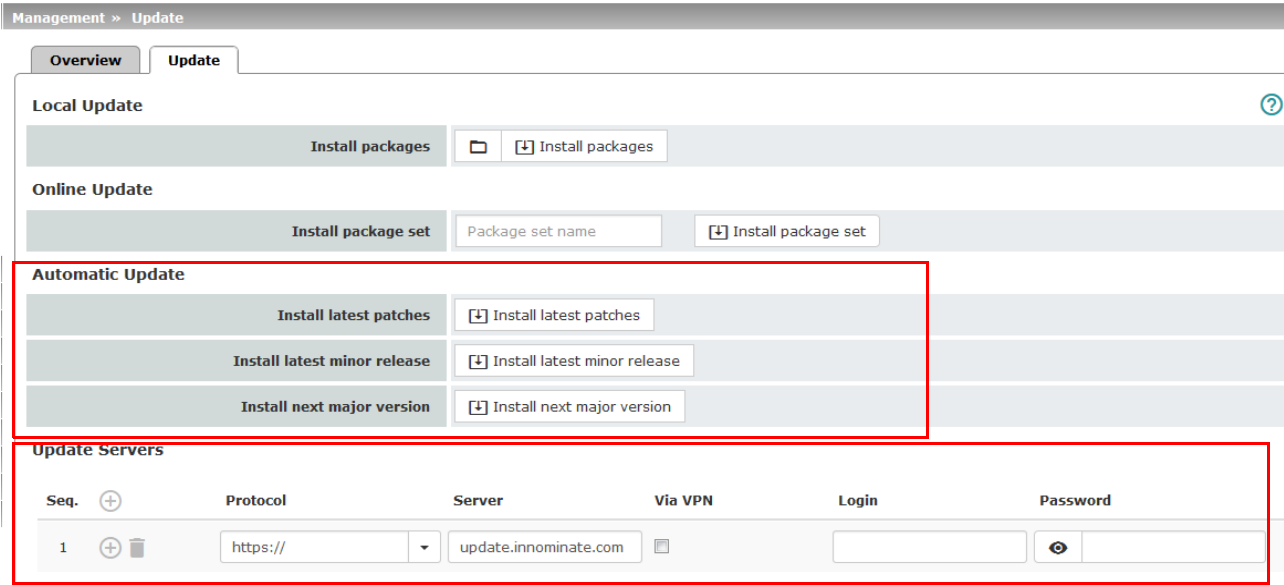 Management » Update
Overview Update
Local Update
Install packages Install packages
Online Update
Install package set Package set name Install package set
Automatic Update
Install latest patches Install latest patches
Install latest minor release Install latest minor release
Install next major version Install next major version
Update Servers
Seq. Protocol Server Via VPN Login Password
1 https:// update.innominate.com